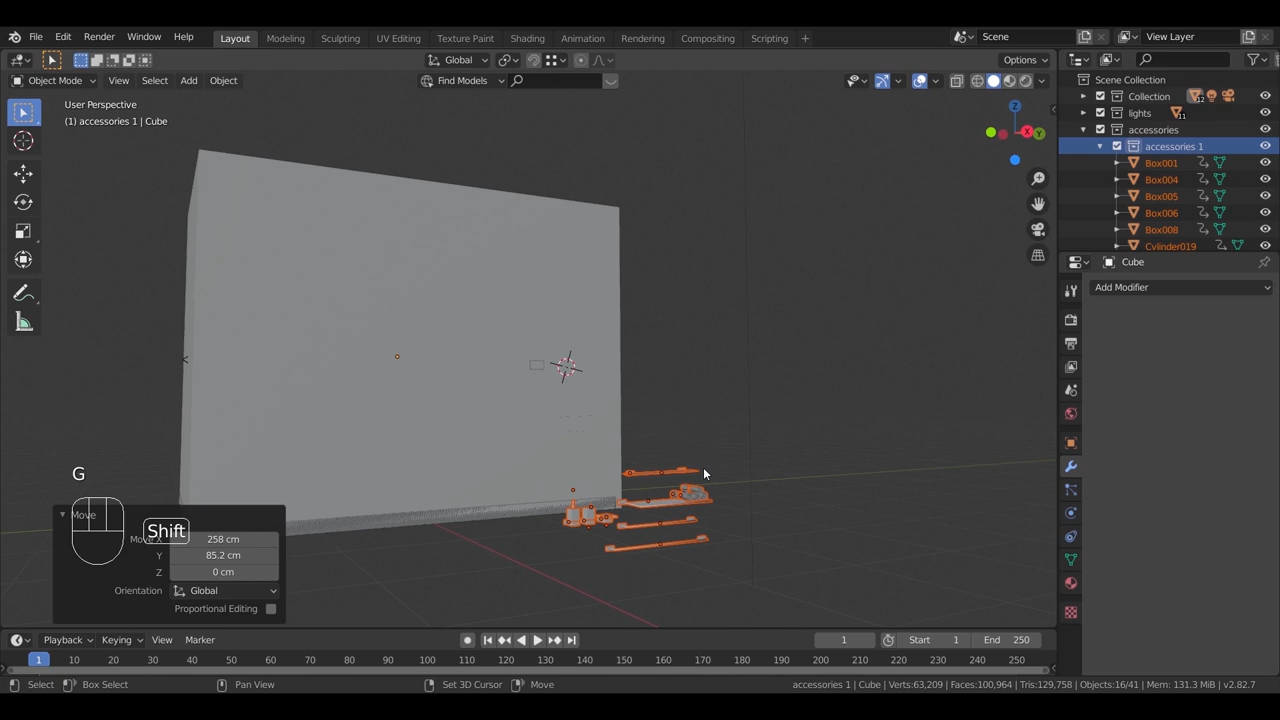 File Edit Render Window Help Layout Modeling Sculpting UV Editing Texture Paint Shading Animation Rendering Compositing Scripting + Scene View Layer
Global Options
Object Mode View Select Add Object Find Models
User Perspective
(1) accessories 1 | Cube
Z
X
Y
Scene Collection
Collection 12
lights 11
accessories
accessories 1
Box001
Box004
Box005
Box006
Box008
Cylinder019
Cube
Add Modifier
G
Shift
Move
Move X 258 cm
Y 85.2 cm
Z 0 cm
Orientation Global
Proportional Editing
Playback Keying View Marker 1 Start 1 End 250
1 10 20 30 40 50 60 70 80 90 100 110 120 130 140 150 160 170 180 190 200 210 220 230 240 250
Select Box Select Pan View Set 3D Cursor Move accessories 1 | Cube | Verts:63,209 | Faces:100,964 | Tris:129,758 | Objects:16/41 | Mem: 131.3 MiB | v2.82.7